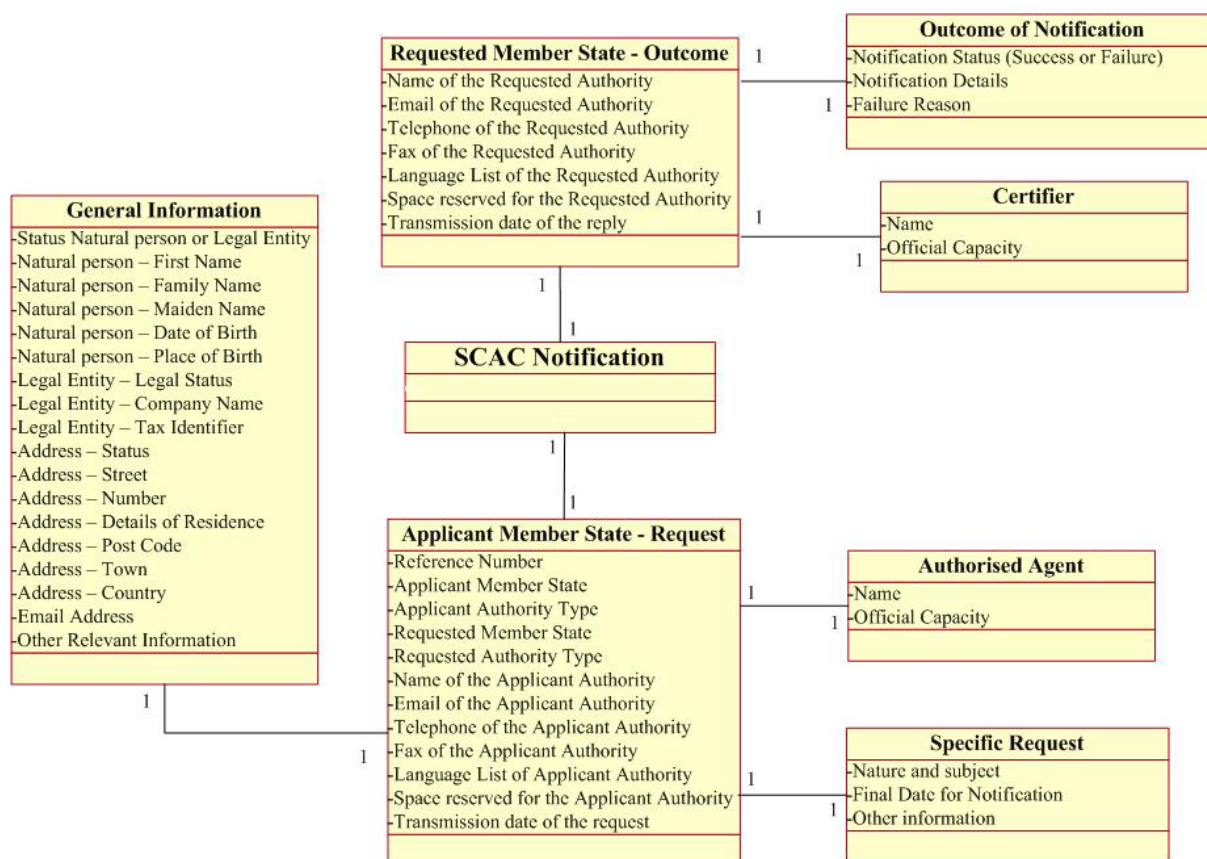 Requested Member State - Outcome
-Name of the Requested Authority
-Email of the Requested Authority
-Telephone of the Requested Authority
-Fax of the Requested Authority
-Language List of the Requested Authority
-Space reserved for the Requested Authority
-Transmission date of the reply
1
1
Outcome of Notification
-Notification Status (Success or Failure)
-Notification Details
-Failure Reason
1
1
Certifier
-Name
-Official Capacity
1
1
SCAC Notification
1
1
General Information
-Status Natural person or Legal Entity
-Natural person – First Name
-Natural person – Family Name
-Natural person – Maiden Name
-Natural person – Date of Birth
-Natural person – Place of Birth
-Legal Entity – Legal Status
-Legal Entity – Company Name
-Legal Entity – Tax Identifier
-Address – Status
-Address – Street
-Address – Number
-Address – Details of Residence
-Address – Post Code
-Address – Town
-Address – Country
-Email Address
-Other Relevant Information
1
1
Applicant Member State - Request
-Reference Number
-Applicant Member State
-Applicant Authority Type
-Requested Member State
-Requested Authority Type
-Name of the Applicant Authority
-Email of the Applicant Authority
-Telephone of the Applicant Authority
-Fax of the Applicant Authority
-Language List of Applicant Authority
-Space reserved for the Applicant Authority
-Transmission date of the request
1
1
Authorised Agent
-Name
-Official Capacity
1
1
Specific Request
-Nature and subject
-Final Date for Notification
-Other information